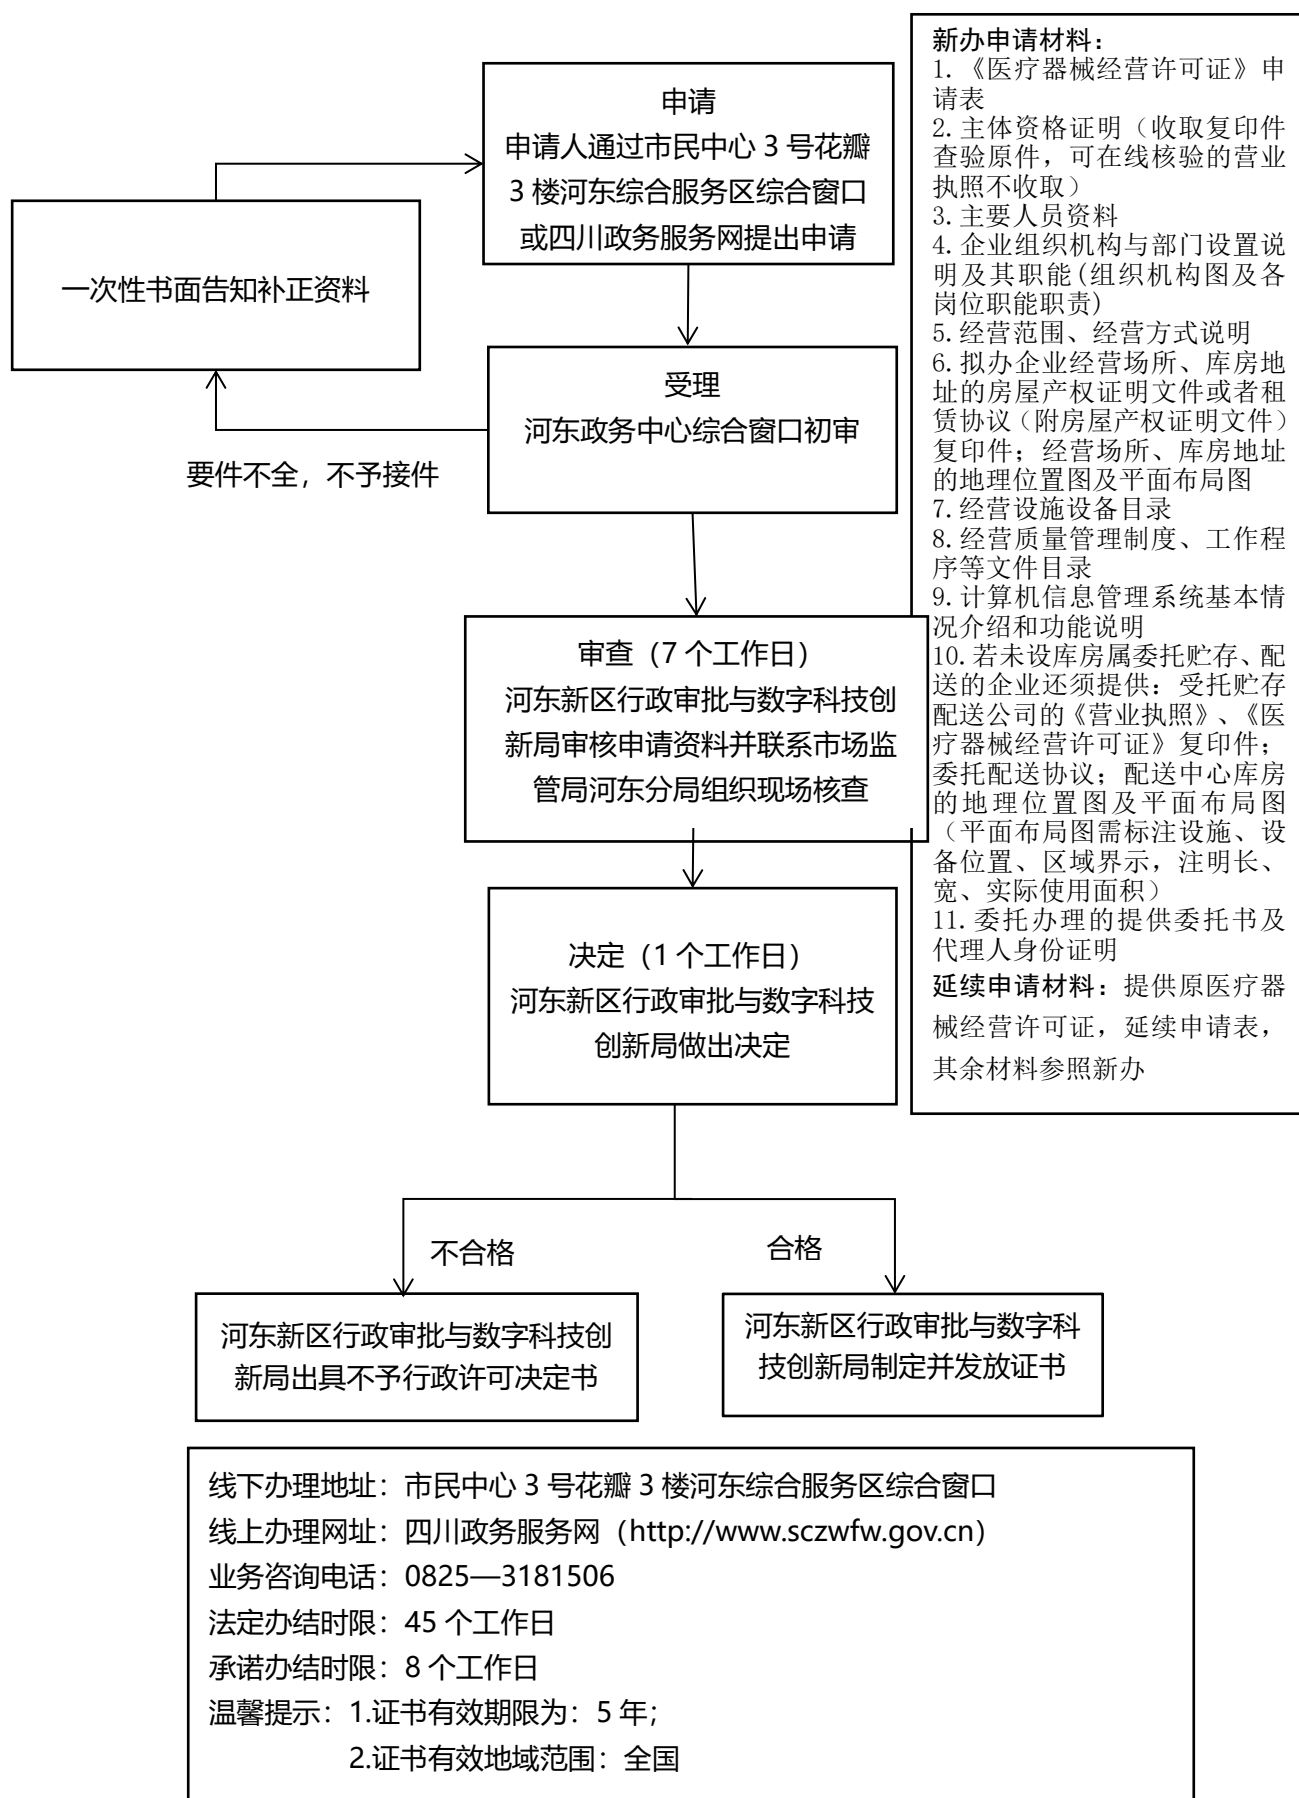 申请
申请人通过市民中心 3 号花瓣
3 楼河东综合服务区综合窗口
或四川政务服务网提出申请
一次性书面告知补正资料
受理
河东政务中心综合窗口初审
要件不全，不予接件
审查（7 个工作日）
河东新区行政审批与数字科技创
新局审核申请资料并联系市场监
管局河东分局组织现场核查
决定（1 个工作日）
河东新区行政审批与数字科技
创新局做出决定
不合格
合格
河东新区行政审批与数字科技创
新局出具不予行政许可决定书
河东新区行政审批与数字科
技创新局制定并发放证书
新办申请材料：
1.《医疗器械经营许可证》申
请表
2.主体资格证明（收取复印件
查验原件，可在线核验的营业
执照不收取）
3.主要人员资料
4.企业组织机构与部门设置说
明及其职能(组织机构图及各
岗位职能职责)
5.经营范围、经营方式说明
6.拟办企业经营场所、库房地
址的房屋产权证明文件或者租
赁协议（附房屋产权证明文件）
复印件；经营场所、库房地址
的地理位置图及平面布局图
7.经营设施设备目录
8.经营质量管理制度、工作程
序等文件目录
9.计算机信息管理系统基本情
况介绍和功能说明
10.若未设库房属委托贮存、配
送的企业还须提供：受托贮存
配送公司的《营业执照》、《医
疗器械经营许可证》复印件；
委托配送协议；配送中心库房
的地理位置图及平面布局图
（平面布局图需标注设施、设
备位置、区域界示，注明长、
宽、实际使用面积）
11.委托办理的提供委托书及
代理人身份证明
延续申请材料：提供原医疗器
械经营许可证，延续申请表，
其余材料参照新办
线下办理地址：市民中心 3 号花瓣 3 楼河东综合服务区综合窗口
线上办理网址：四川政务服务网（http://www.sczwfw.gov.cn）
业务咨询电话：0825—3181506
法定办结时限：45 个工作日
承诺办结时限：8 个工作日
温馨提示：1.证书有效期限为：5 年；
2.证书有效地域范围：全国